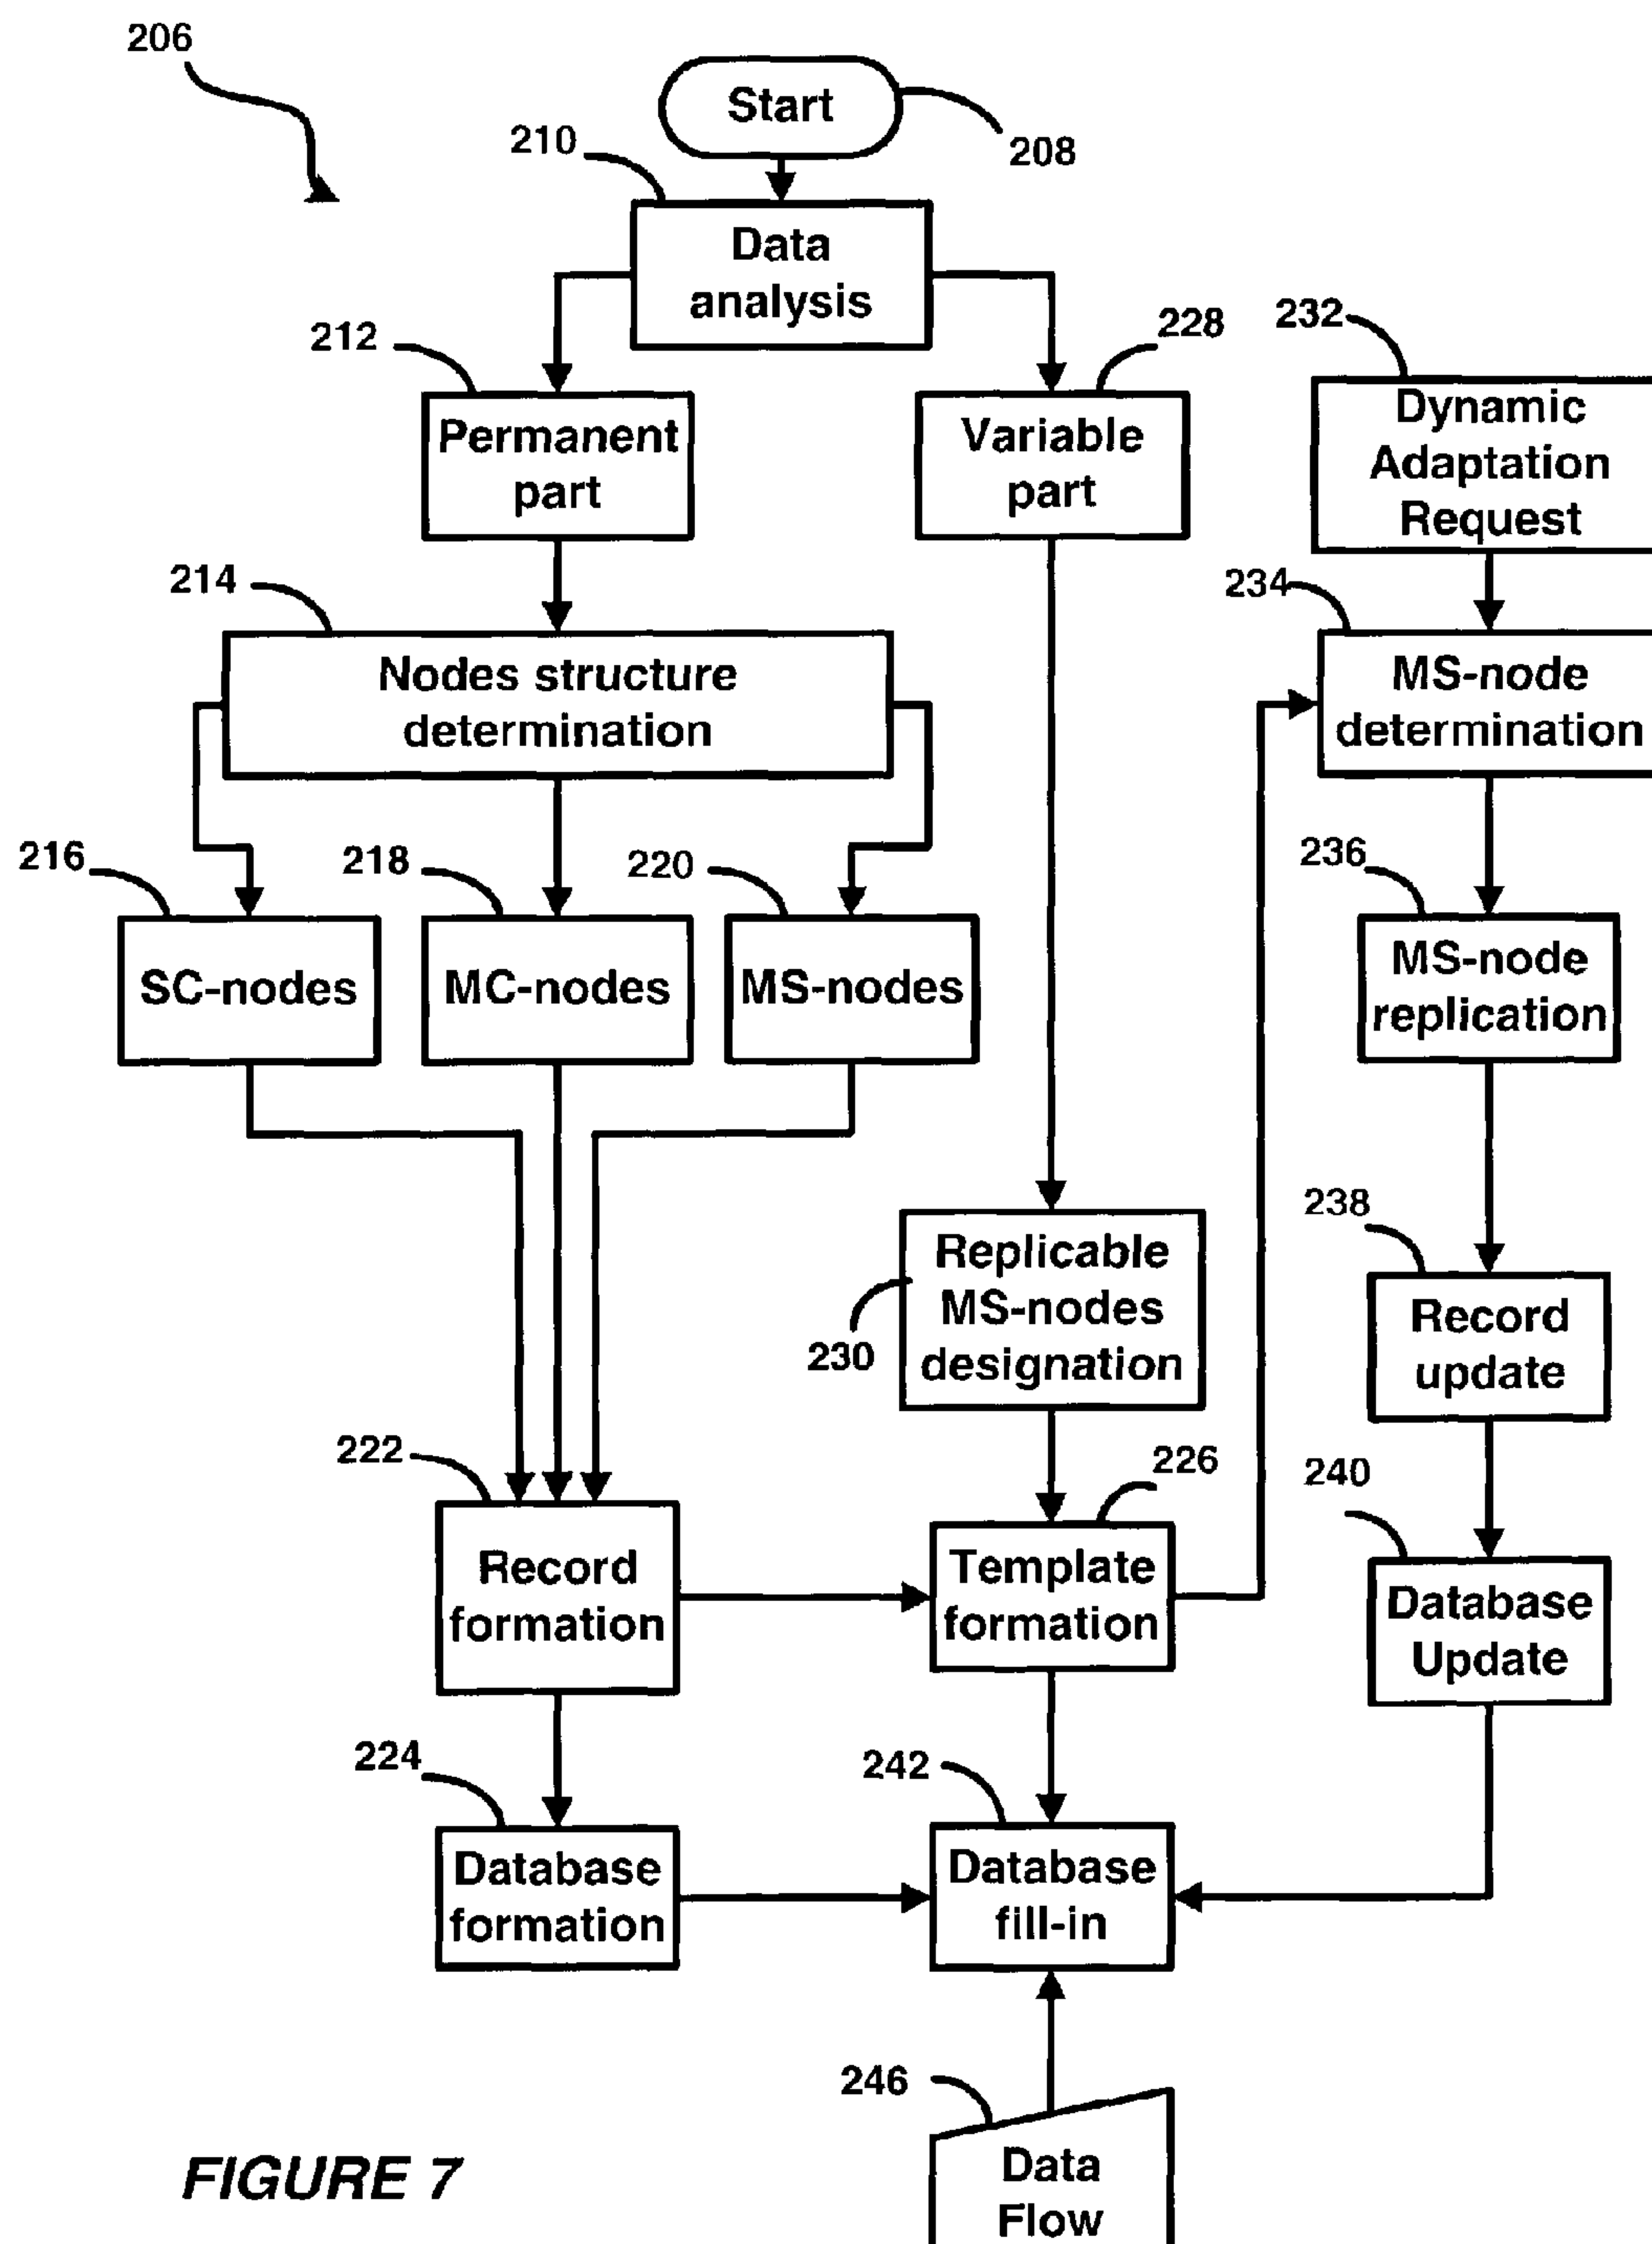 206
Start
208
210
Data
analysis
212
228
232
Permanent
part
Variable
part
Dynamic
Adaptation
Request
214
234
Nodes structure
determination
MS-node
determination
216
218
220
236
SC-nodes
MC-nodes
MS-nodes
MS-node
replication
238
Replicable
MS-nodes
designation
230
Record
update
222
226
240
Record
formation
Template
formation
Database
Update
224
242
Database
formation
Database
fill-in
246
Data
Flow
FIGURE 7